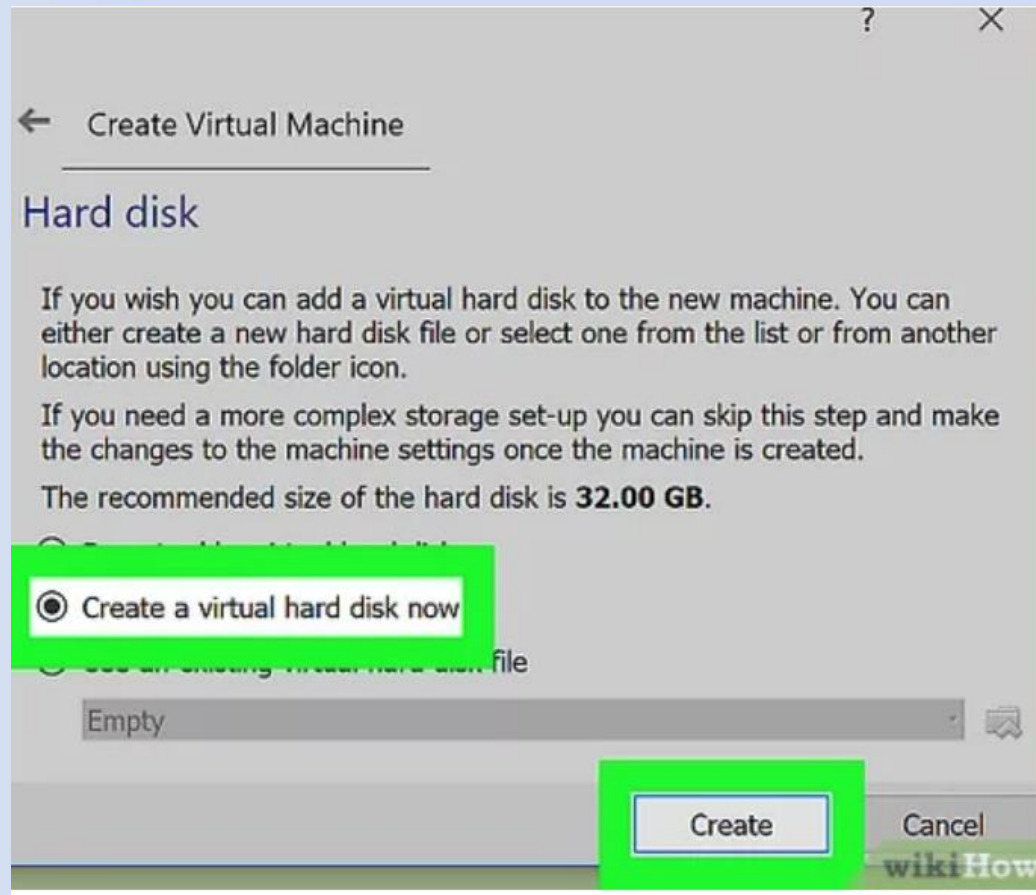 ?
Create Virtual Machine
Hard disk
If you wish you can add a virtual hard disk to the new machine. You can
either create a new hard disk file or select one from the list or from another
location using the folder icon.
If you need a more complex storage set-up you can skip this step and make
the changes to the machine settings once the machine is created.
The recommended size of the hard disk is 32.00 GB.
Create a virtual hard disk now
file
Empty
Create
Cancel
wikiHow